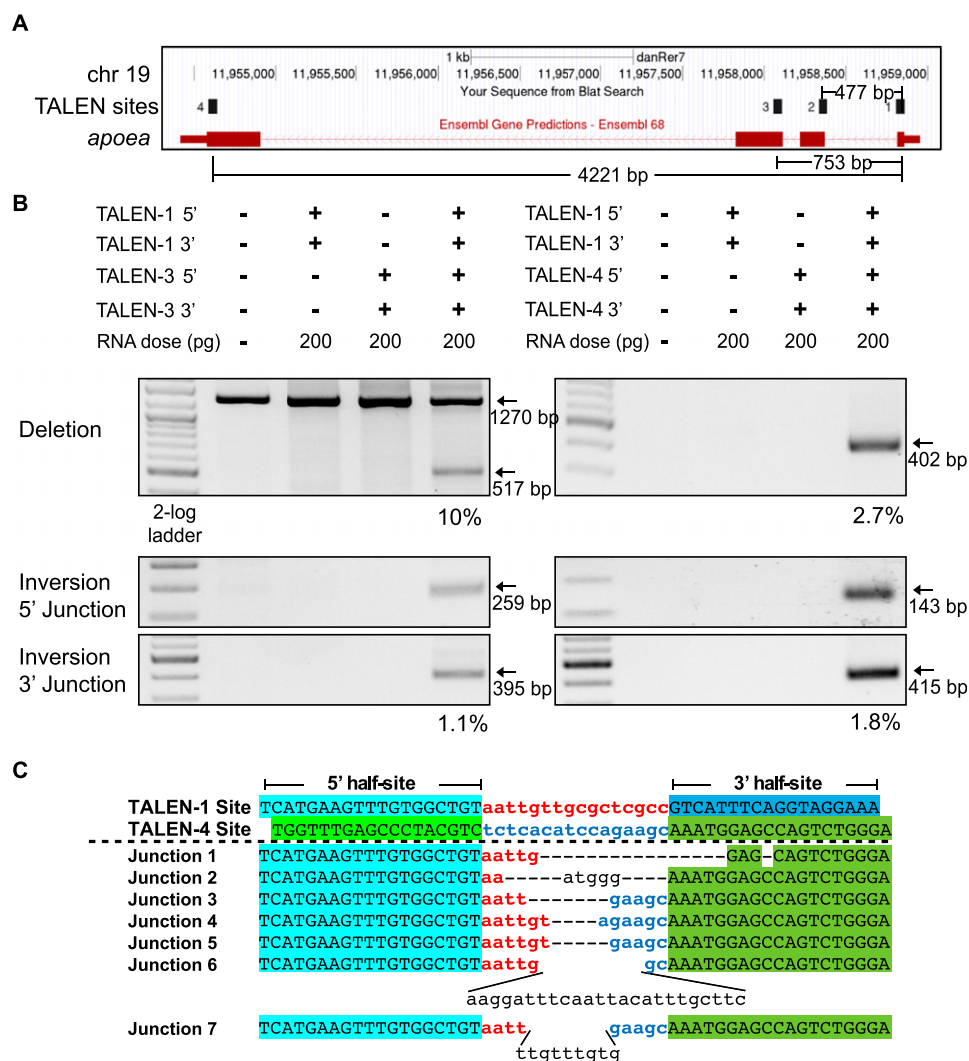 A
1 kb danRer7
chr 19 11,955,000 11,955,500 11,956,000 11,956,500 11,957,000 11,957,500 11,958,000 11,958,500 11,959,000
Your Sequence from Blat Search
TALEN sites 4 3 2 1
477 bp
Ensembl Gene Predictions - Ensembl 68
apoea
753 bp
4221 bp
B
TALEN-1 5' - + - + TALEN-1 5' - + - +
TALEN-1 3' - + - + TALEN-1 3' - + - +
TALEN-3 5' - - + + TALEN-4 5' - - + +
TALEN-3 3' - - + + TALEN-4 3' - - + +
RNA dose (pg) - 200 200 200 RNA dose (pg) - 200 200 200
Deletion
1270 bp
402 bp
517 bp
2-log
ladder
10% 2.7%
Inversion
5' Junction
259 bp 143 bp
Inversion
3' Junction
395 bp 415 bp
1.1% 1.8%
C
5' half-site 3' half-site
TALEN-1 Site TCATGAAGTTTGTGGCTGTaattgttgcgctcgccGTCATTTCAGGTAGGAAA
TALEN-4 Site TGGTTTGAGCCCTACGTCtctcacatccagaagcAAATGGAGCCAGTCTGGGA
Junction 1 TCATGAAGTTTGTGGCTGTaattg----------------GAG-CAGTCTGGGA
Junction 2 TCATGAAGTTTGTGGCTGTaa-----atggg----AAATGGAGCCAGTCTGGGA
Junction 3 TCATGAAGTTTGTGGCTGTaatt-------gaagcAAATGGAGCCAGTCTGGGA
Junction 4 TCATGAAGTTTGTGGCTGTaattgt----agaagcAAATGGAGCCAGTCTGGGA
Junction 5 TCATGAAGTTTGTGGCTGTaattgt-----gaagcAAATGGAGCCAGTCTGGGA
Junction 6 TCATGAAGTTTGTGGCTGTaattg gcAAATGGAGCCAGTCTGGGA
aaggatttcaattacatttgcttc
Junction 7 TCATGAAGTTTGTGGCTGTaatt gaagcAAATGGAGCCAGTCTGGGA
ttgtttgtg